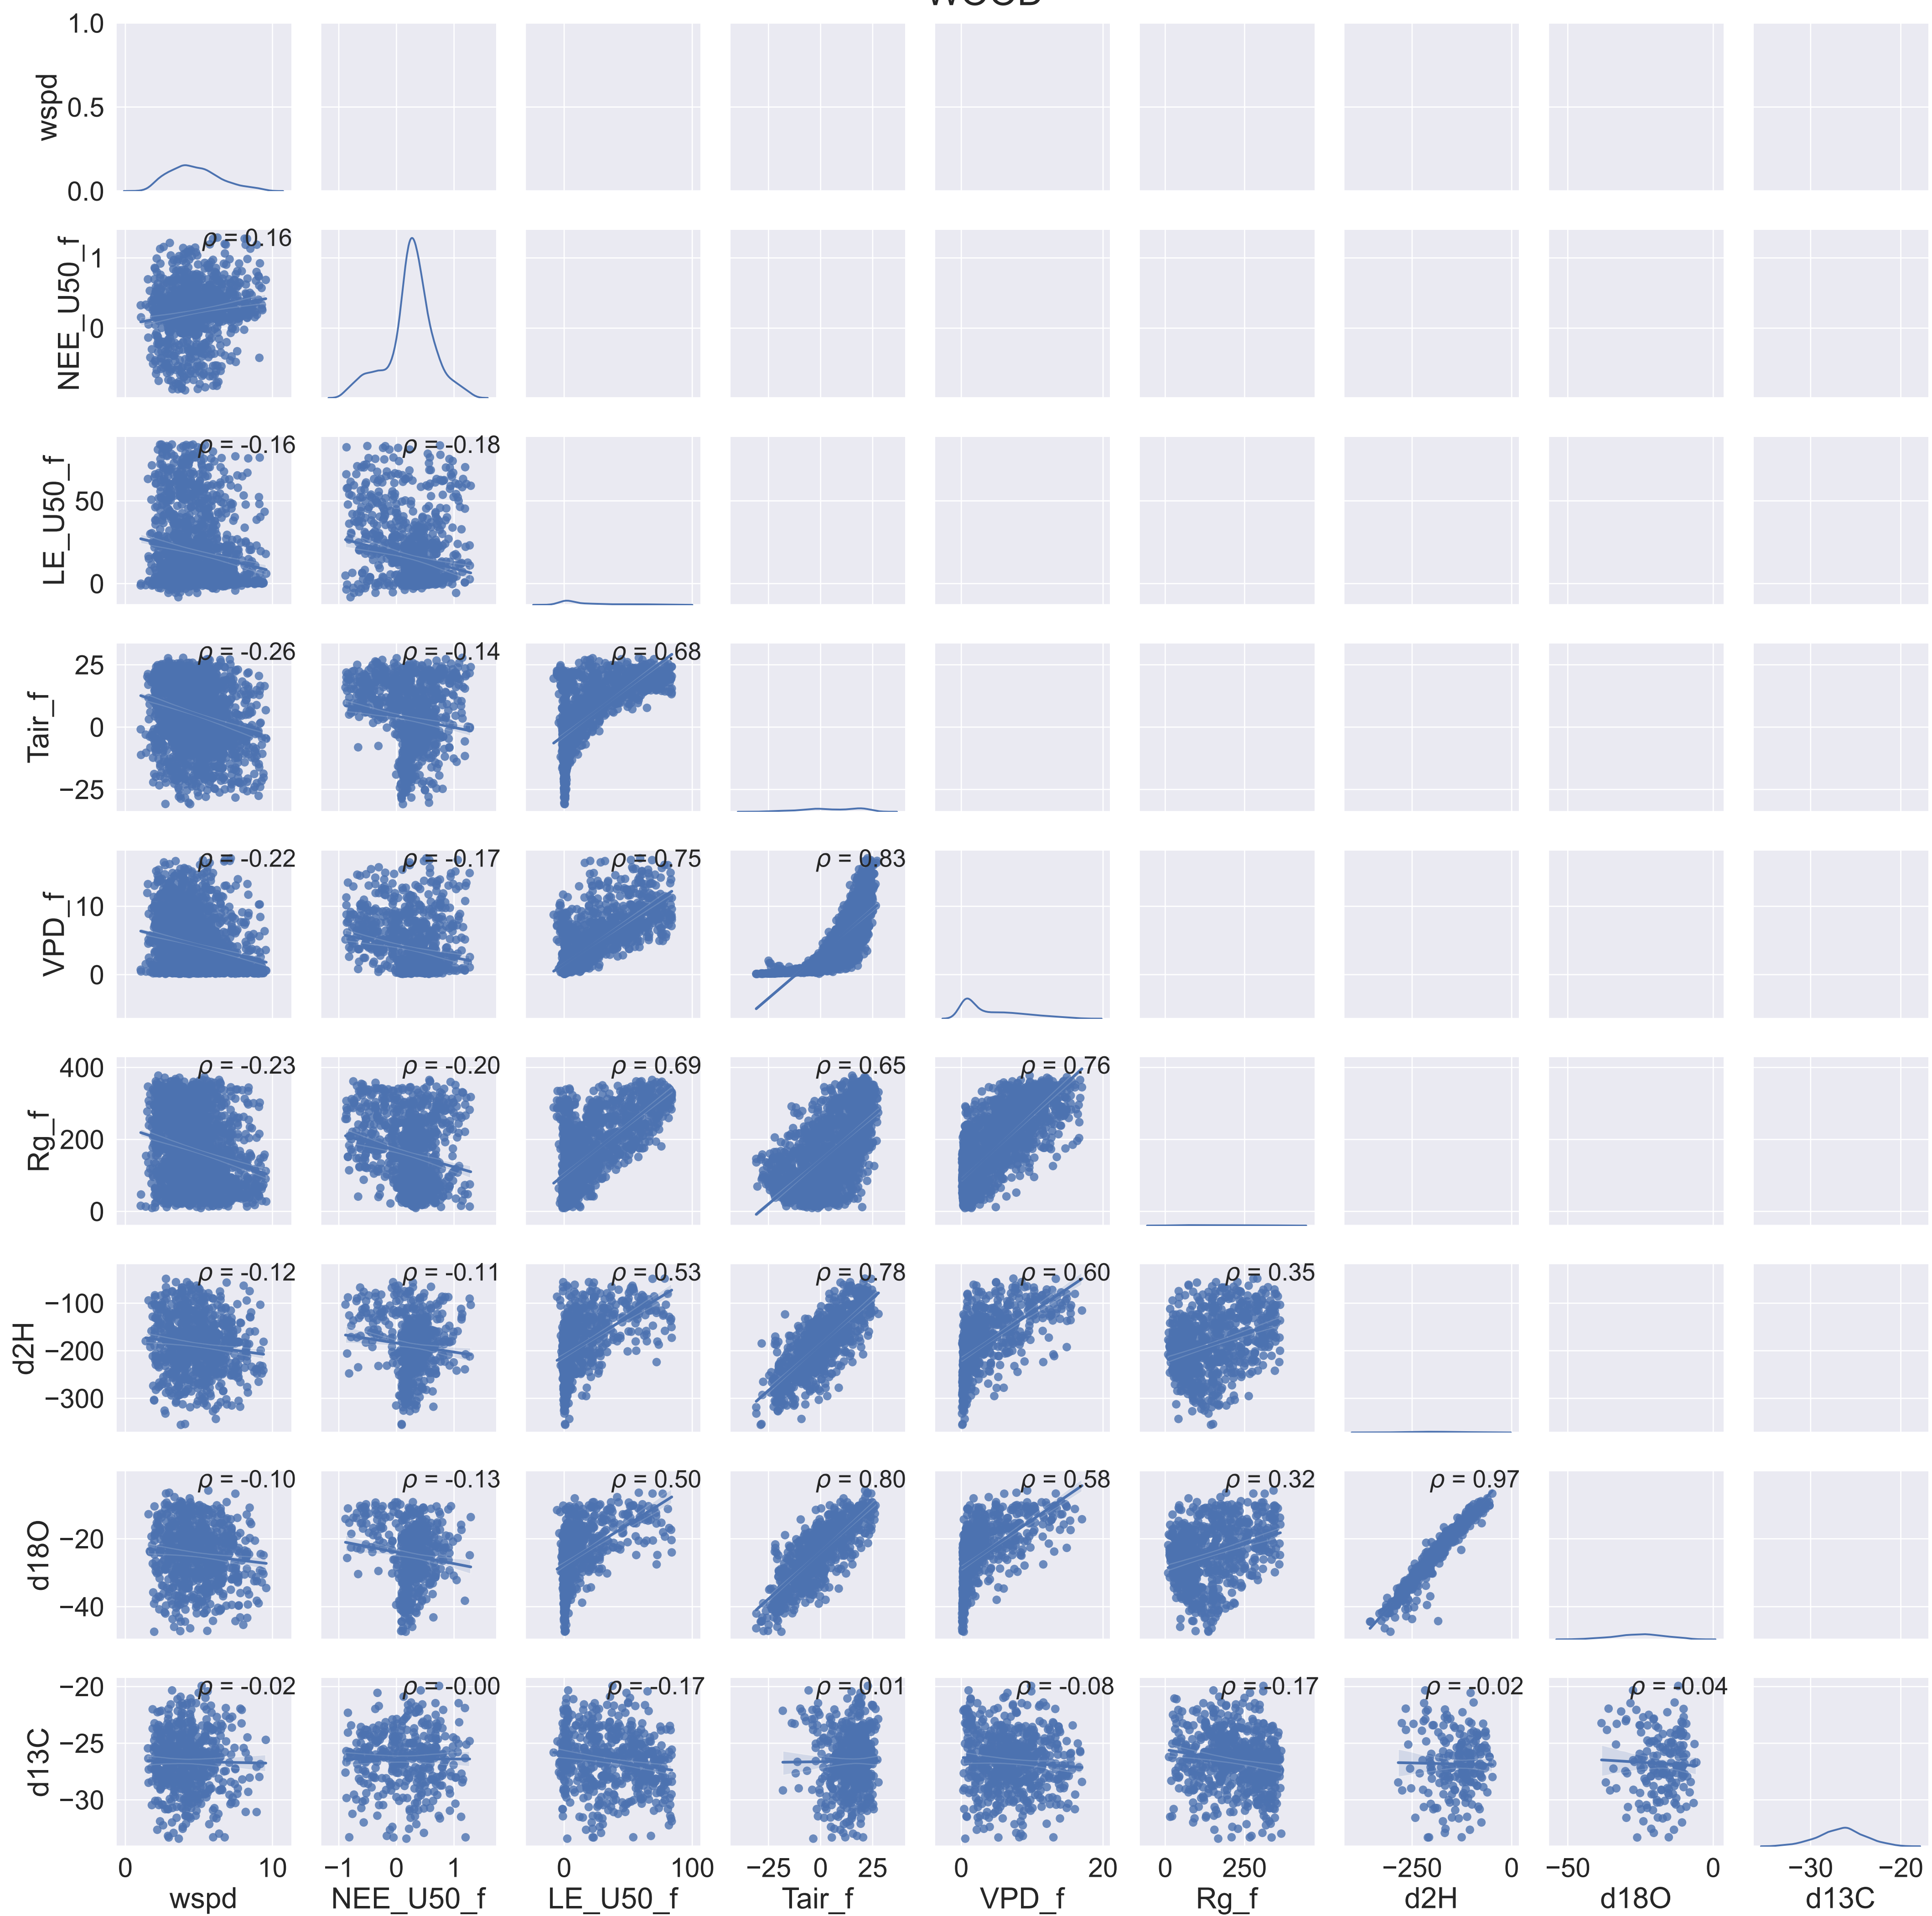 WOOD
1.0
wspd
0.5
0.0
ρ = 0.16
NEE_U50_f
1
0
ρ = -0.16 ρ = -0.18
LE_U50_f
50
0
ρ = -0.26 ρ = -0.14 ρ = 0.68
Tair_f
25
0
−25
ρ = -0.22 ρ = -0.17 ρ = 0.75 ρ = 0.83
VPD_f
10
0
ρ = -0.23 ρ = -0.20 ρ = 0.69 ρ = 0.65 ρ = 0.76
Rg_f
400
200
0
ρ = -0.12 ρ = -0.11 ρ = 0.53 ρ = 0.78 ρ = 0.60 ρ = 0.35
d2H
−100
−200
−300
ρ = -0.10 ρ = -0.13 ρ = 0.50 ρ = 0.80 ρ = 0.58 ρ = 0.32 ρ = 0.97
d18O
−20
−40
ρ = -0.02 ρ = -0.00 ρ = -0.17 ρ = 0.01 ρ = -0.08 ρ = -0.17 ρ = -0.02 ρ = -0.04
d13C
−20
−25
−30
0 10 −1 0 1 0 100 −25 0 25 0 20 0 250 −250 0 −50 0 −30 −20
wspd NEE_U50_f LE_U50_f Tair_f VPD_f Rg_f d2H d18O d13C